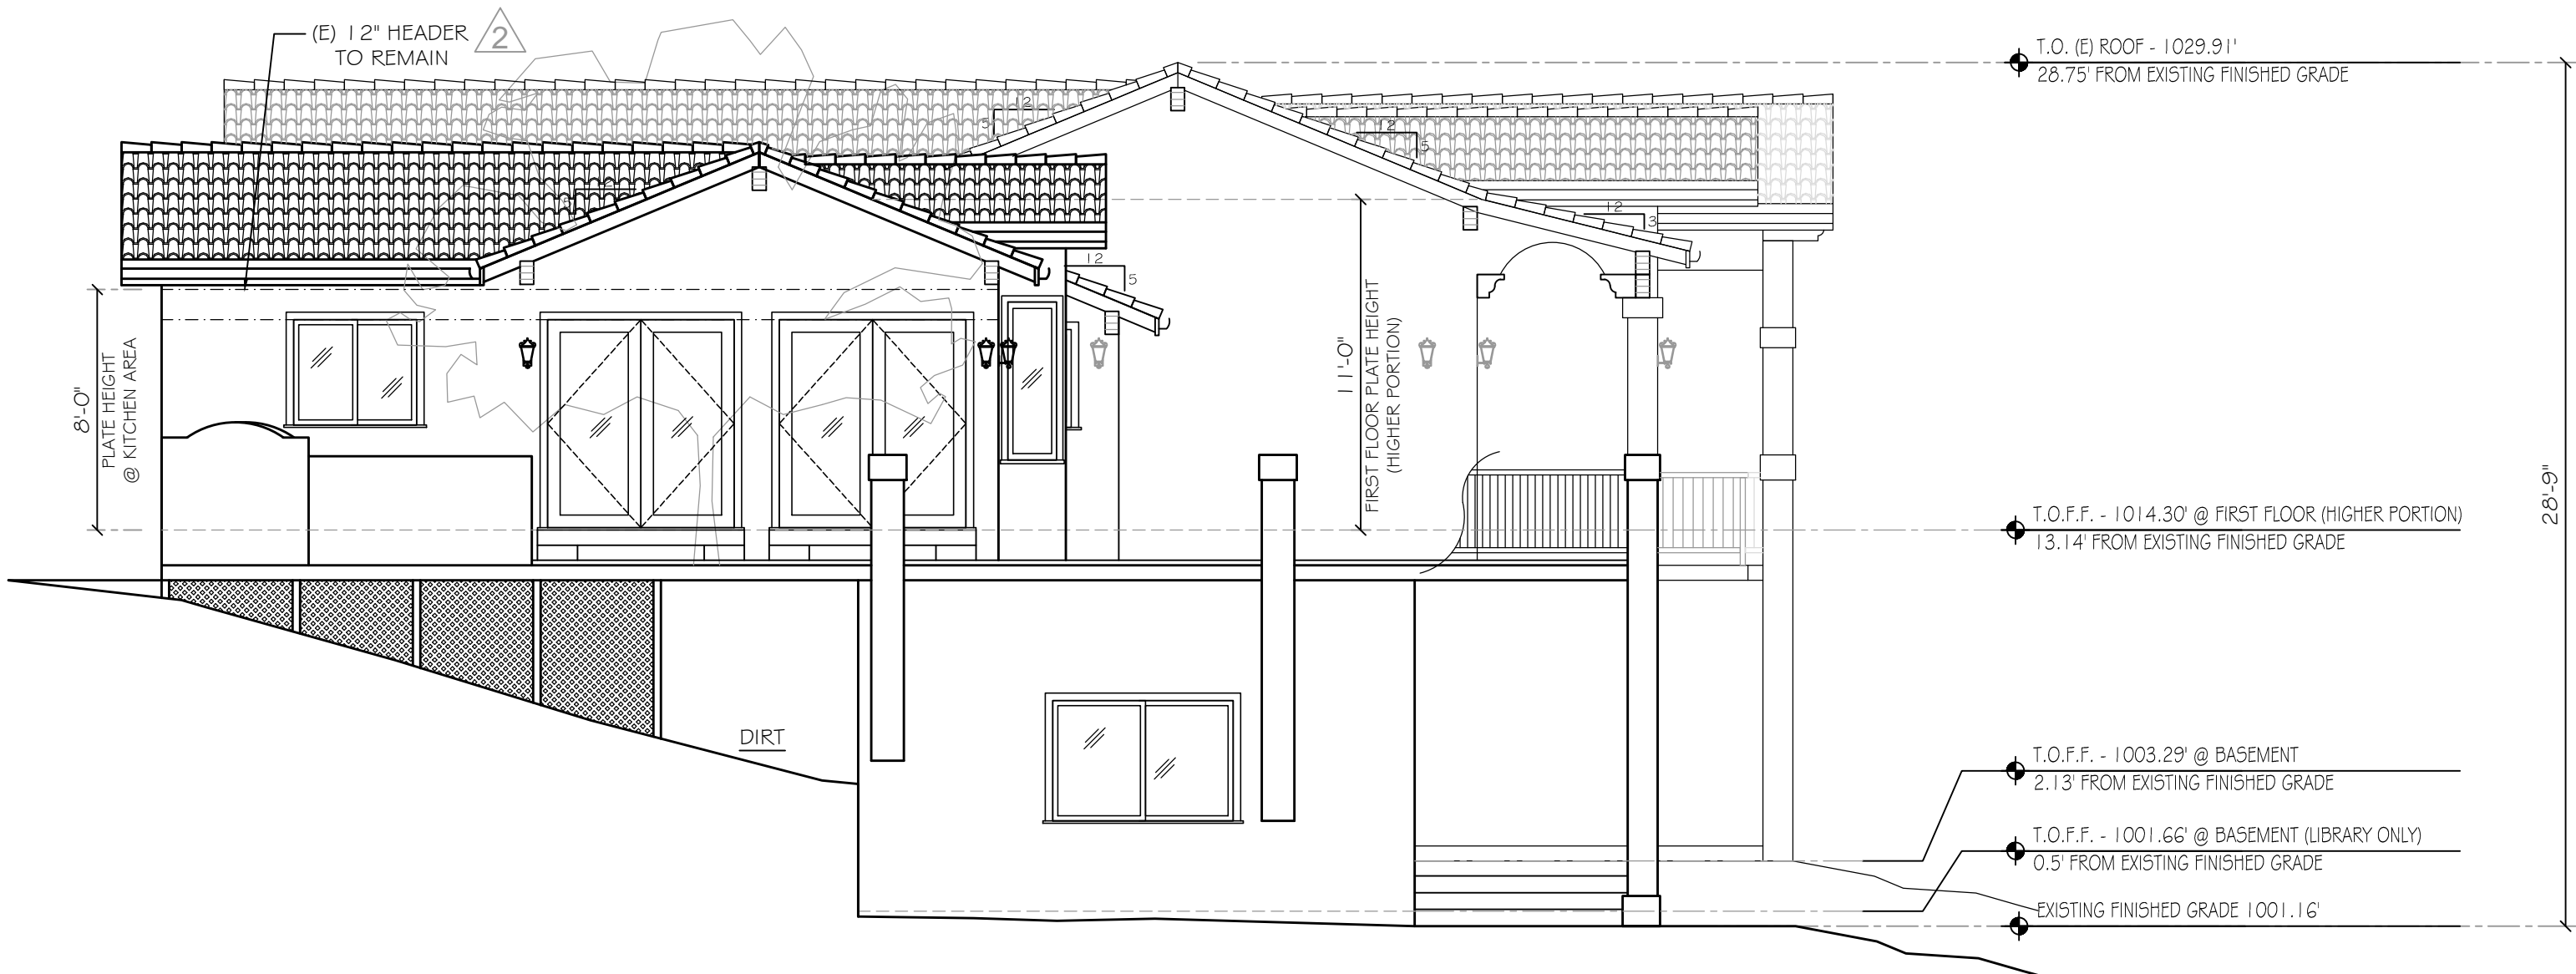 (E) 12" HEADER
TO REMAIN
2
T.O. (E) ROOF - 1029.91'
28.75' FROM EXISTING FINISHED GRADE
12
5
12
5
12
5
12
3
12
5
8'-0"
PLATE HEIGHT
@ KITCHEN AREA
11'-0"
FIRST FLOOR PLATE HEIGHT
(HIGHER PORTION)
28'-9"
T.O.F.F. - 1014.30' @ FIRST FLOOR (HIGHER PORTION)
13.14' FROM EXISTING FINISHED GRADE
DIRT
T.O.F.F. - 1003.29' @ BASEMENT
2.13' FROM EXISTING FINISHED GRADE
T.O.F.F. - 1001.66' @ BASEMENT (LIBRARY ONLY)
0.5' FROM EXISTING FINISHED GRADE
EXISTING FINISHED GRADE 1001.16'